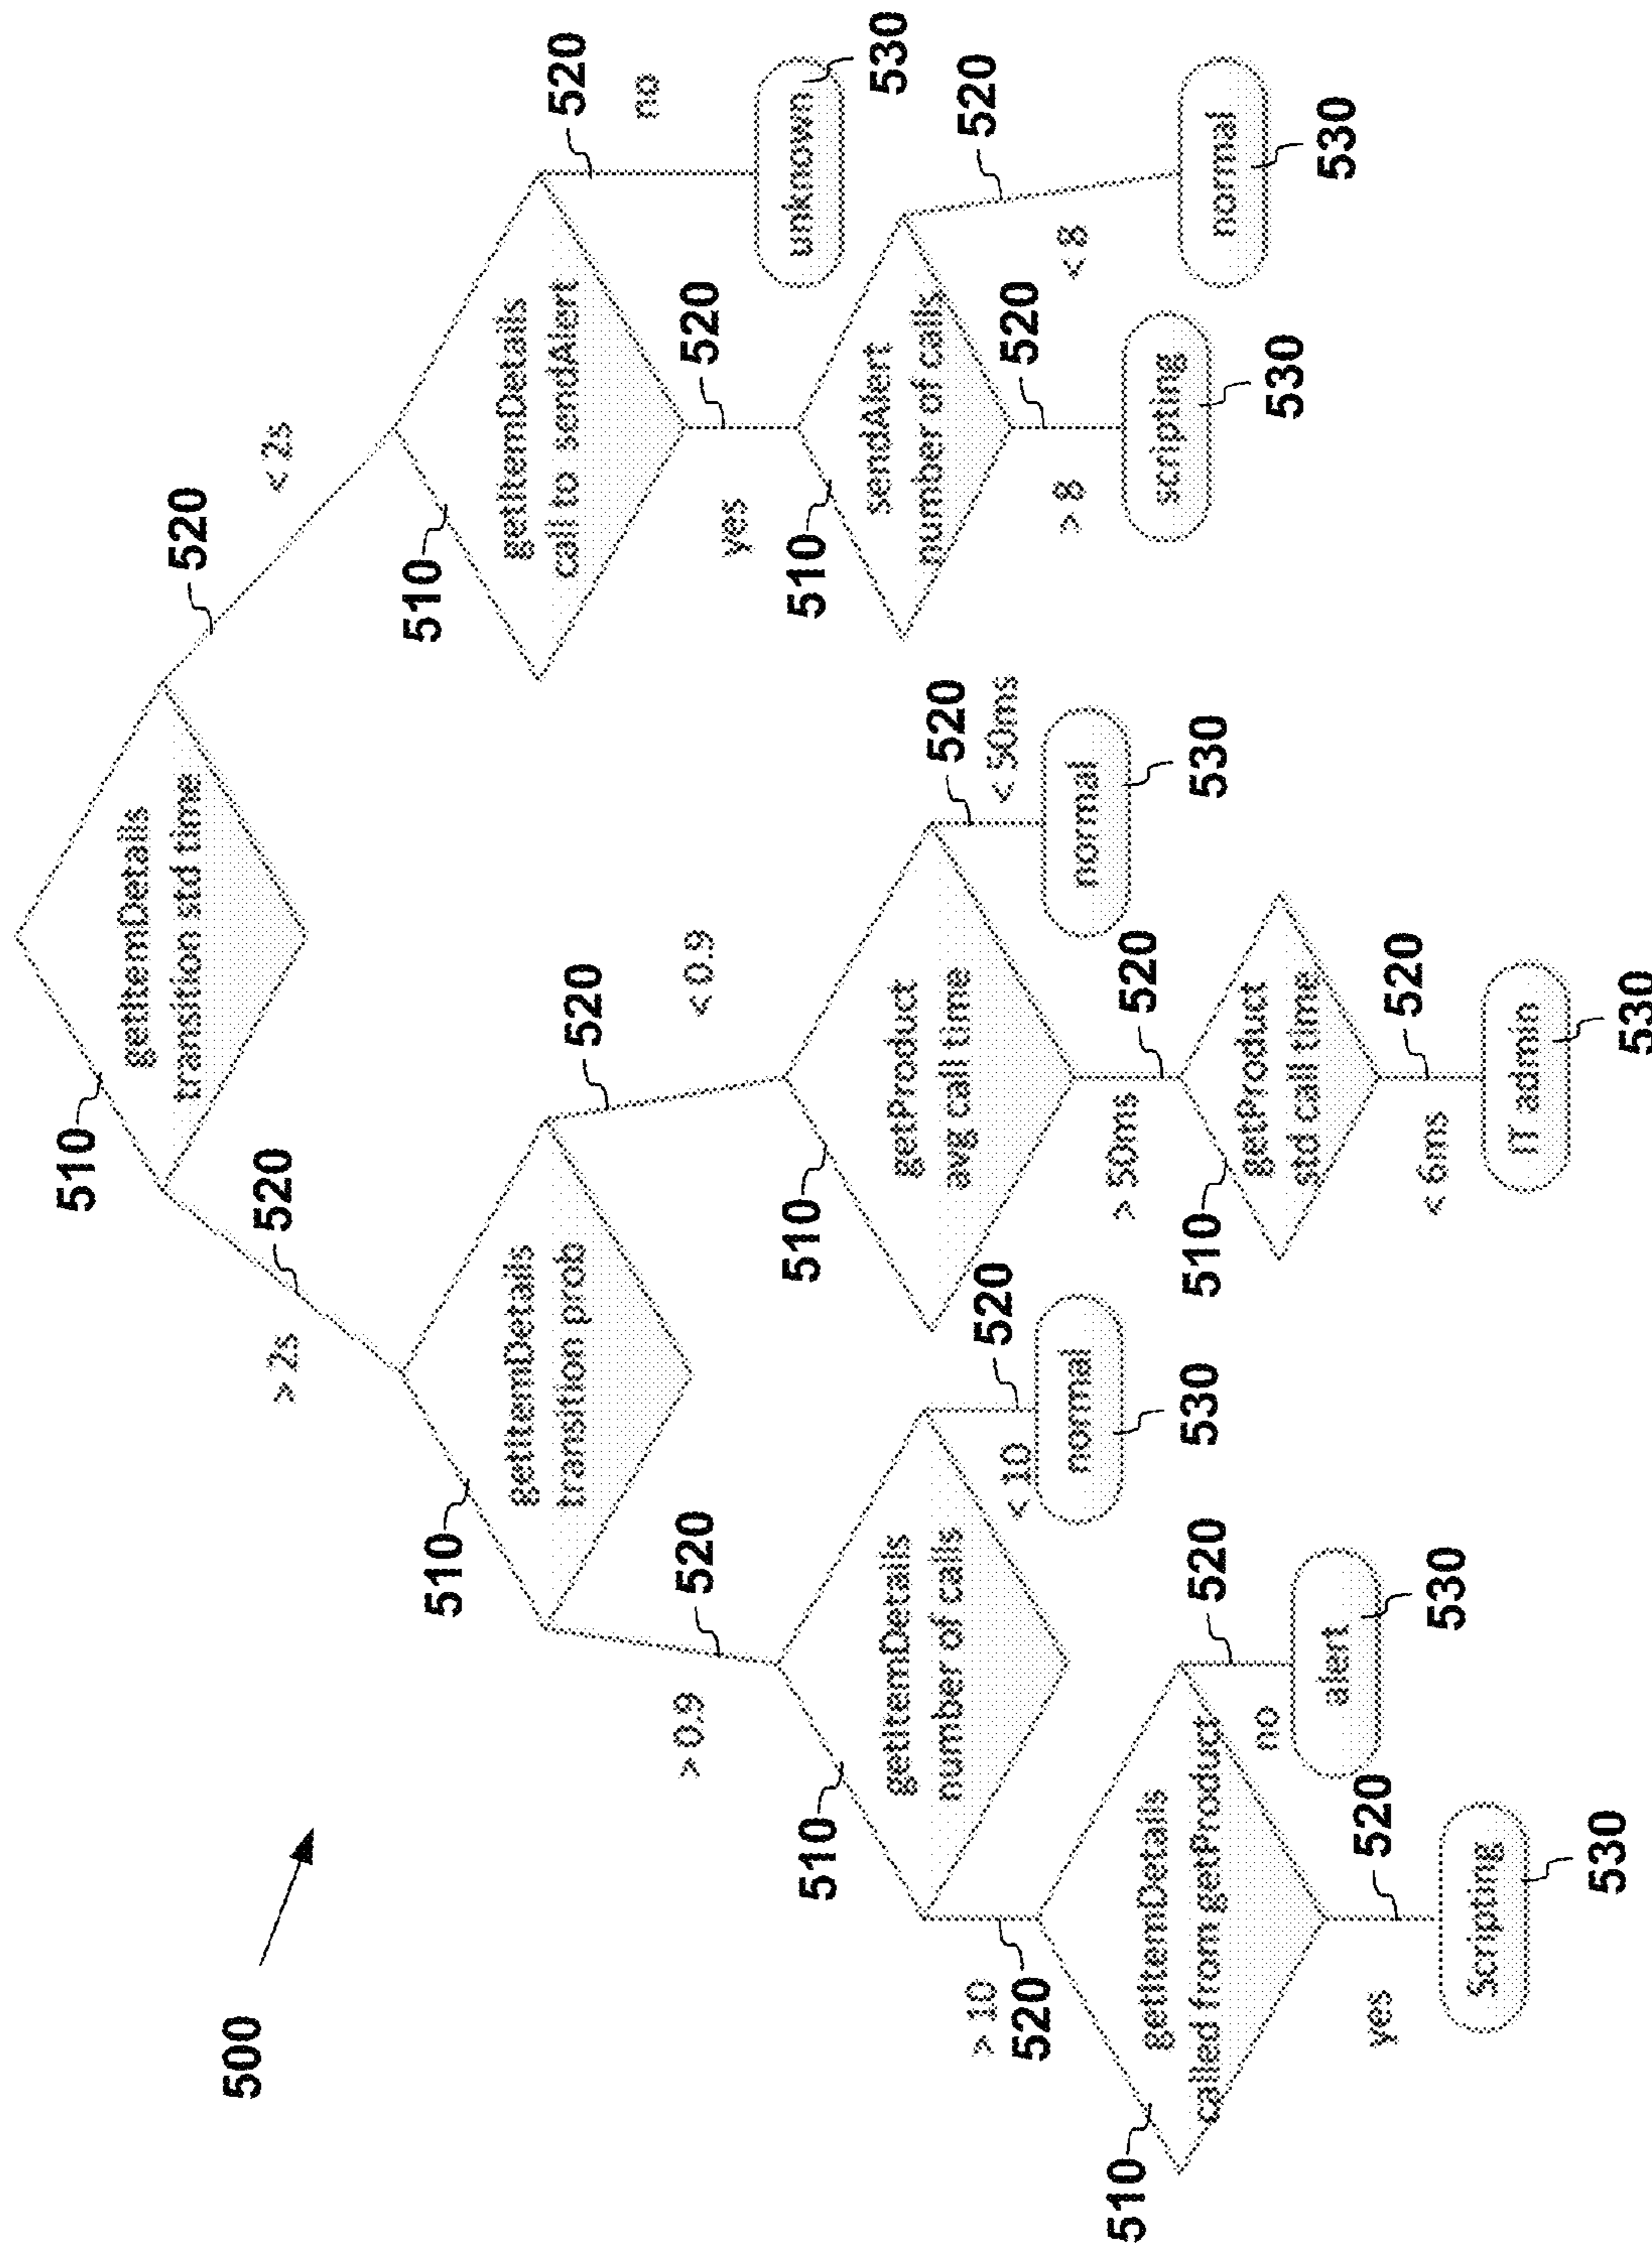 500
510
getItemDetails
transition std time
520
> 2s
520
< 2s
510
getItemDetails
transition prob
510
getItemDetails
call to sendAlert
520
no
520
> 0.9
520
< 0.9
520
yes
unknown
530
510
getItemDetails
number of calls
510
getProduct
avg call time
510
sendAlert
number of calls
520
> 10
520
< 10
normal
530
520
< 50ms
normal
530
520
> 8
520
< 8
scripting
530
normal
530
510
getItemDetails
called from getProduct
520
no
alert
530
520
> 50ms
510
getProduct
std call time
520
yes
Scripting
530
520
< 6ms
IT admin
530